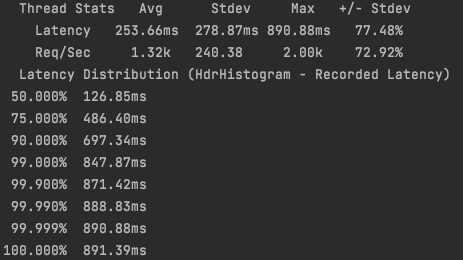 Thread Stats   Avg      Stdev     Max   +/- Stdev
Latency   253.66ms  278.87ms 890.88ms   77.48%
Req/Sec     1.32k   240.38     2.00k    72.92%
Latency Distribution (HdrHistogram - Recorded Latency)
50.000%  126.85ms
75.000%  486.40ms
90.000%  697.34ms
99.000%  847.87ms
99.900%  871.42ms
99.990%  888.83ms
99.999%  890.88ms
100.000%  891.39ms